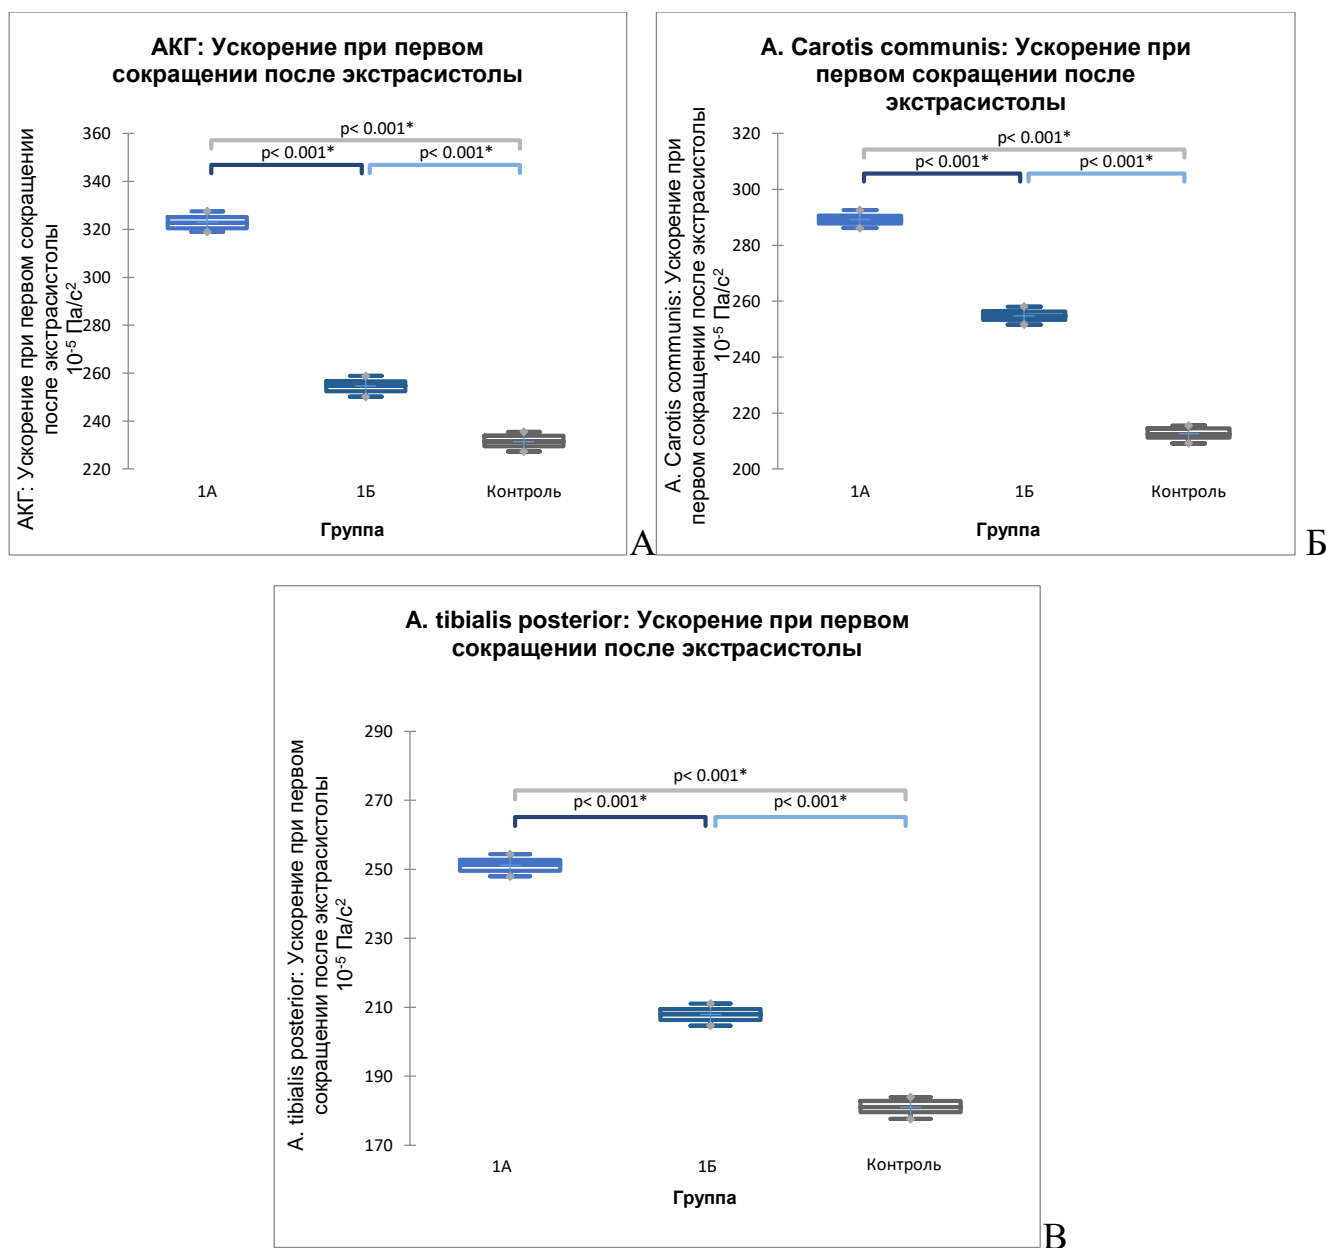 АКГ: Ускорение при первом
сокращении после экстрасистолы
АКГ: Ускорение при первом сокращении
после экстрасистолы
10⁻⁵ Па/с²
360
340
320
300
280
260
240
220
p< 0.001*
p< 0.001*
p< 0.001*
1А
1Б
Контроль
Группа
А
A. Carotis communis: Ускорение при
первом сокращении после
экстрасистолы
A. Carotis communis: Ускорение при
первом сокращении после экстрасистолы
10⁻⁵ Па/с²
320
300
280
260
240
220
200
p< 0.001*
p< 0.001*
p< 0.001*
1А
1Б
Контроль
Группа
Б
A. tibialis posterior: Ускорение при первом
сокращении после экстрасистолы
A. tibialis posterior: Ускорение при первом
сокращении после экстрасистолы
10⁻⁵ Па/с²
290
270
250
230
210
190
170
p< 0.001*
p< 0.001*
p< 0.001*
1А
1Б
Контроль
Группа
В